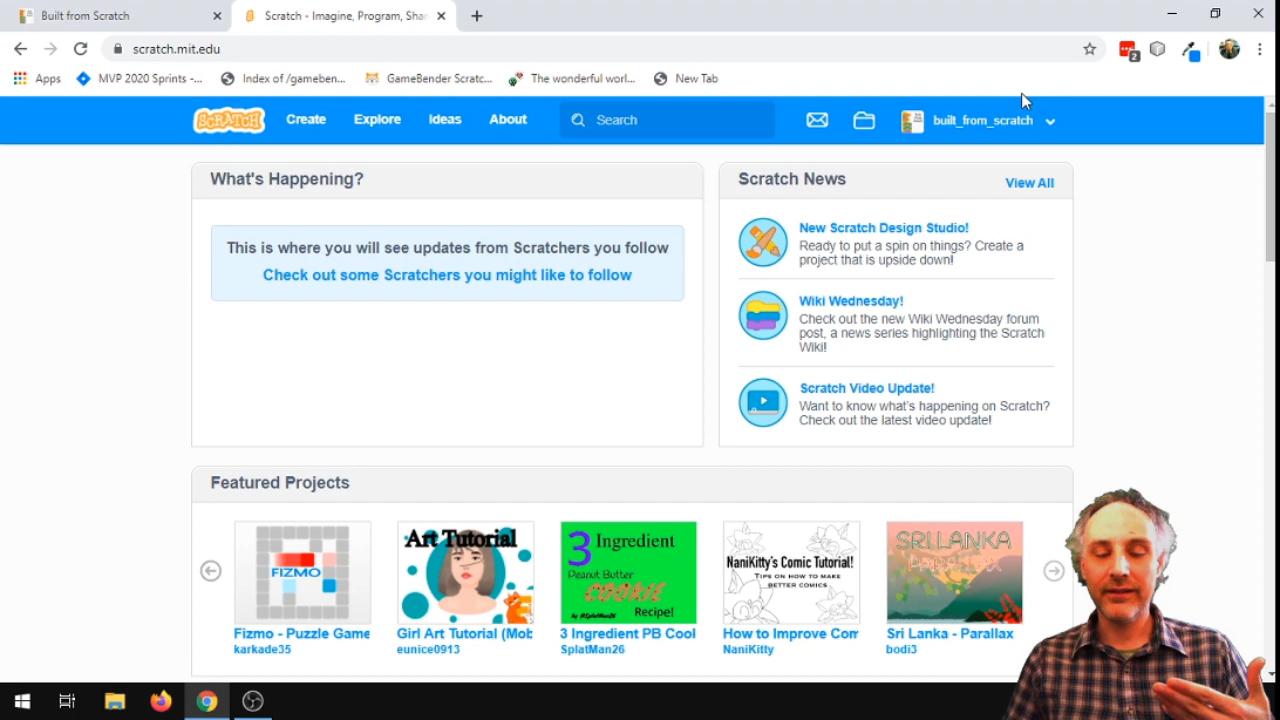 Built from Scratch
Scratch - Imagine, Program, Sha
scratch.mit.edu
2
Apps
MVP 2020 Sprints -...
Index of /gameben...
GameBender Scratc...
The wonderful worl...
New Tab
SCRATCH
Create
Explore
Ideas
About
Search
built_from_scratch
What's Happening?
This is where you will see updates from Scratchers you follow
Check out some Scratchers you might like to follow
Scratch News
View All
New Scratch Design Studio!
Ready to put a spin on things? Create a
project that is upside down!
Wiki Wednesday!
Check out the new Wiki Wednesday forum
post, a news series highlighting the Scratch
Wiki!
Scratch Video Update!
Want to know what's happening on Scratch?
Check out the latest video update!
Featured Projects
FIZMO
Fizmo - Puzzle Game
karkade35
Art Tutorial
Girl Art Tutorial (Mob
eunice0913
3 Ingredient
Peanut Butter
COOKIE
Recipe!
by @SplatMan26
3 Ingredient PB Cool
SplatMan26
NaniKitty's Comic Tutorial!
TIPS ON HOW TO MAKE
BETTER COMICS
How to Improve Com
NaniKitty
SRI LANKA
PARALLAX
Sri Lanka - Parallax
bodi3